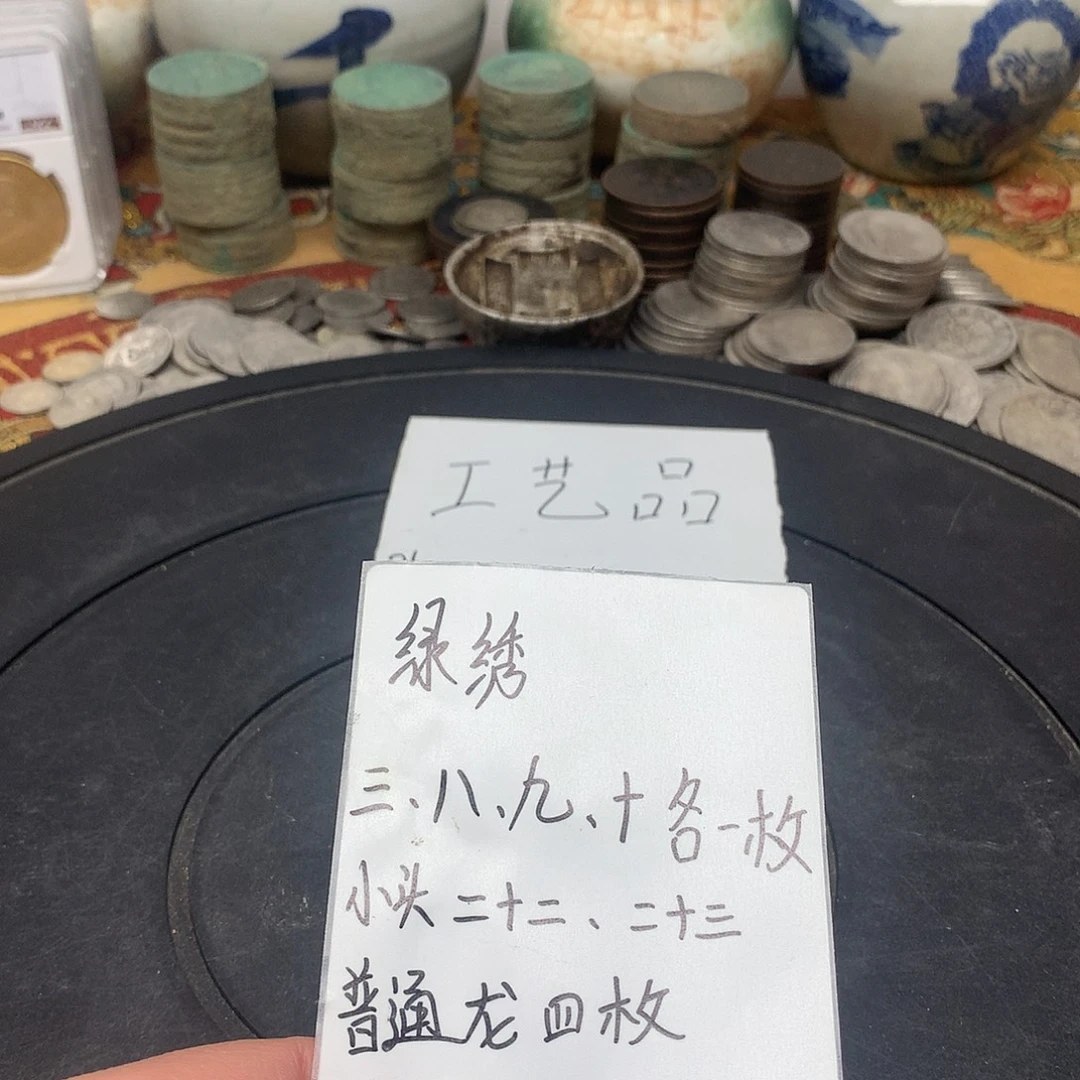 工艺品
绿绣
三、八、九、十各一枚
小头二十二、二十三
普通龙四枚